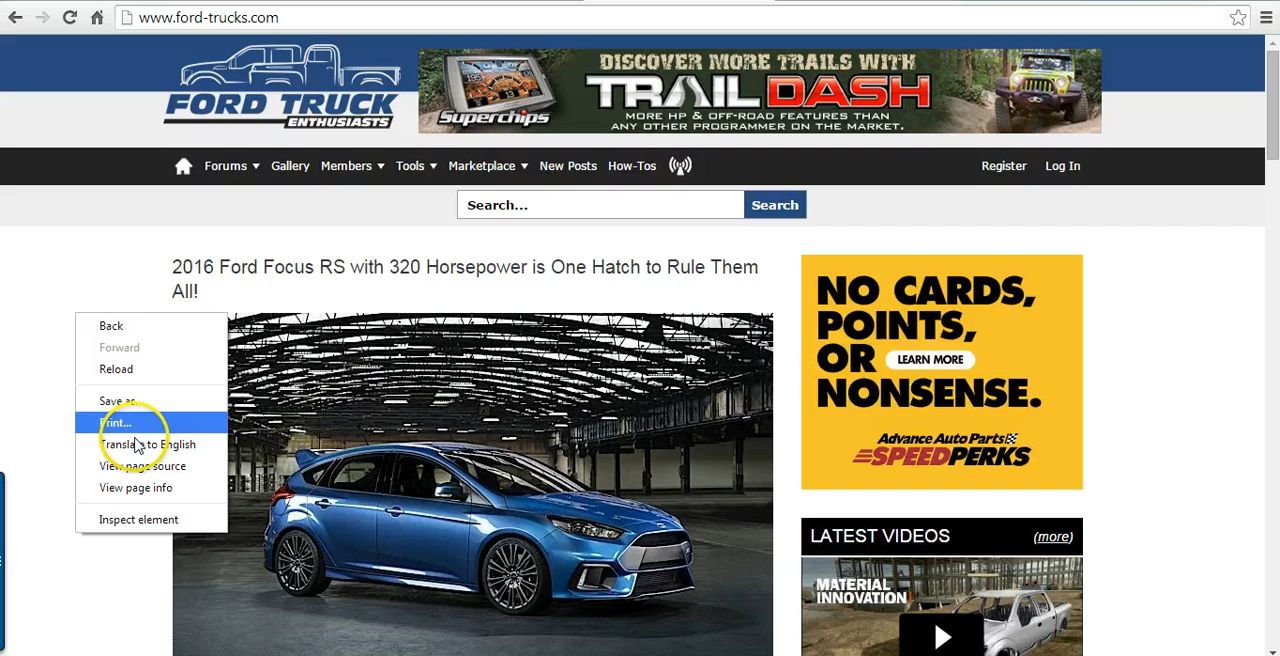 www.ford-trucks.com
FORD TRUCK
ENTHUSIASTS
Superchips
DISCOVER MORE TRAILS WITH
TRAIL DASH
MORE HP & OFF-ROAD FEATURES THAN
ANY OTHER PROGRAMMER ON THE MARKET.
Forums Gallery Members Tools Marketplace New Posts How-Tos Register Log In
Search... Search
2016 Ford Focus RS with 320 Horsepower is One Hatch to Rule Them
All!
Back
Forward
Reload
Save as...
Print...
Translate to English
View page source
View page info
Inspect element
NO CARDS,
POINTS,
OR LEARN MORE
NONSENSE.
Advance Auto Parts
SPEEDPERKS
LATEST VIDEOS (more)
MATERIAL
INNOVATION